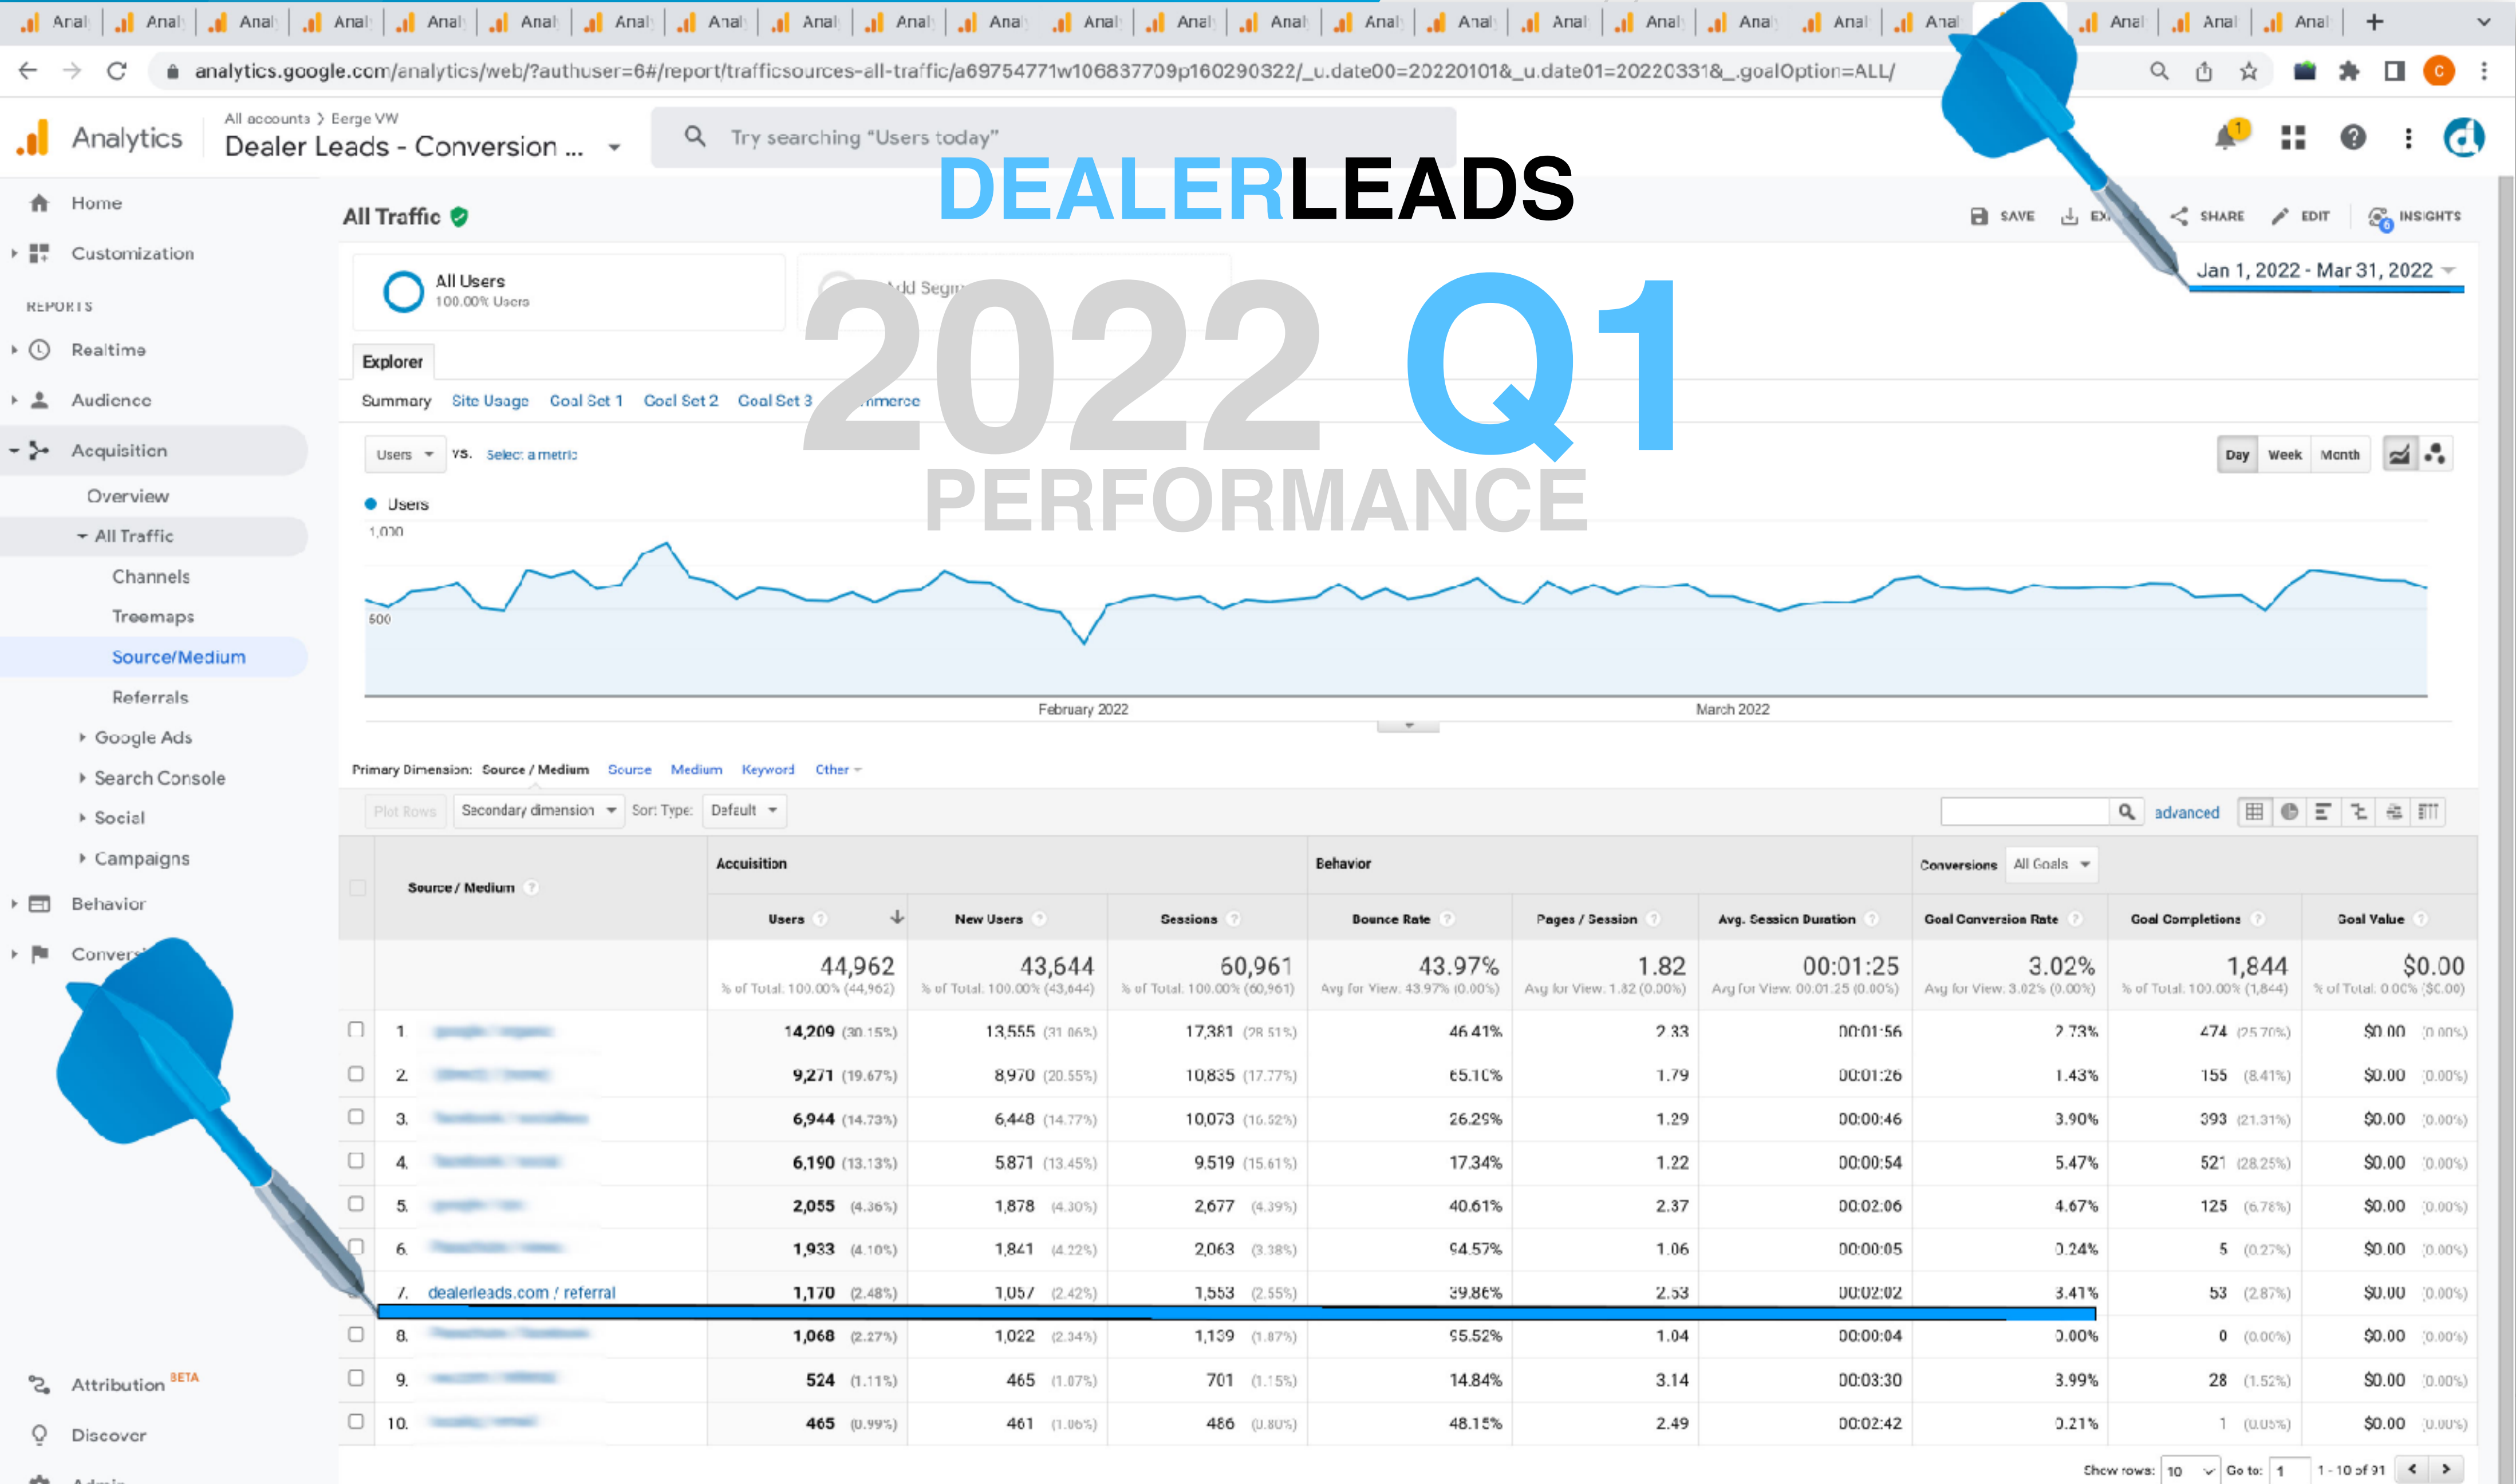 Analy Analy Analy Analy Analy Analy Analy Analy Analy Analy Analy Analy Analy Analy Analy Analy Analy Analy Analy Analy Analy Analy Analy Analy
analytics.google.com/analytics/web/?authuser=6#/report/trafficsources-all-traffic/a69754771w106837709p160290322/_u.date00=20220101&_u.date01=20220331&_.goalOption=ALL/
C
All accounts > Berge VW
Analytics
Dealer Leads - Conversion ...
Try searching “Users today”
1
DEALERLEADS
2022 Q1
PERFORMANCE
Home
Customization
REPORTS
Realtime
Audience
Acquisition
Overview
All Traffic
Channels
Treemaps
Source/Medium
Referrals
Google Ads
Search Console
Social
Campaigns
Behavior
Attribution BETA
Discover
All Traffic
SAVE SHARE EDIT INSIGHTS
6
All Users
100.00% Users
Jan 1, 2022 - Mar 31, 2022
Explorer
Summary Site Usage Goal Set 1 Goal Set 2 Goal Set 3
Users VS. Select a metric
Day Week Month
Users
1,000
500
February 2022 March 2022
Primary Dimension: Source / Medium Source Medium Keyword Other
Plot Rows Secondary dimension Sort Type: Default advanced
Acquisition Behavior Conversions All Goals
Source / Medium
Users New Users Sessions Bounce Rate Pages / Session Avg. Session Duration Goal Conversion Rate Goal Completions Goal Value
44,962 43,644 60,961 43.97% 1.82 00:01:25 3.02% 1,844 $0.00
% of Total: 100.00% (44,962) % of Total: 100.00% (43,644) % of Total: 100.00% (60,961) Avg for View: 43.97% (0.00%) Avg for View: 1.82 (0.00%) Avg for View: 00:01:25 (0.00%) Avg for View: 3.02% (0.00%) % of Total: 100.00% (1,844) % of Total: 0.00% ($0.00)
1. 14,209 (30.15%) 13,555 (31.06%) 17,381 (28.51%) 46.41% 2.33 00:01:56 2.73% 474 (25.70%) $0.00 (0.00%)
2. 9,271 (19.67%) 8,970 (20.55%) 10,835 (17.77%) 65.10% 1.79 00:01:26 1.43% 155 (8.41%) $0.00 (0.00%)
3. 6,944 (14.73%) 6,448 (14.77%) 10,073 (16.52%) 26.29% 1.29 00:00:46 3.90% 393 (21.31%) $0.00 (0.00%)
4. 6,190 (13.13%) 5,871 (13.45%) 9,519 (15.61%) 17.34% 1.22 00:00:54 5.47% 521 (28.25%) $0.00 (0.00%)
5. 2,055 (4.36%) 1,878 (4.30%) 2,677 (4.39%) 40.61% 2.37 00:02:06 4.67% 125 (6.78%) $0.00 (0.00%)
6. 1,933 (4.10%) 1,841 (4.22%) 2,063 (3.38%) 94.57% 1.06 00:00:05 0.24% 5 (0.27%) $0.00 (0.00%)
7. dealerleads.com / referral 1,170 (2.48%) 1,057 (2.42%) 1,553 (2.55%) 39.86% 2.53 00:02:02 3.41% 53 (2.87%) $0.00 (0.00%)
8. 1,068 (2.27%) 1,022 (2.34%) 1,139 (1.87%) 95.52% 1.04 00:00:04 0.00% 0 (0.00%) $0.00 (0.00%)
9. 524 (1.11%) 465 (1.07%) 701 (1.15%) 14.84% 3.14 00:03:30 3.99% 28 (1.52%) $0.00 (0.00%)
10. 465 (0.99%) 461 (1.06%) 486 (0.80%) 48.15% 2.49 00:02:42 0.21% 1 (0.05%) $0.00 (0.00%)
Show rows: 10 Go to: 1 1 - 10 of 91